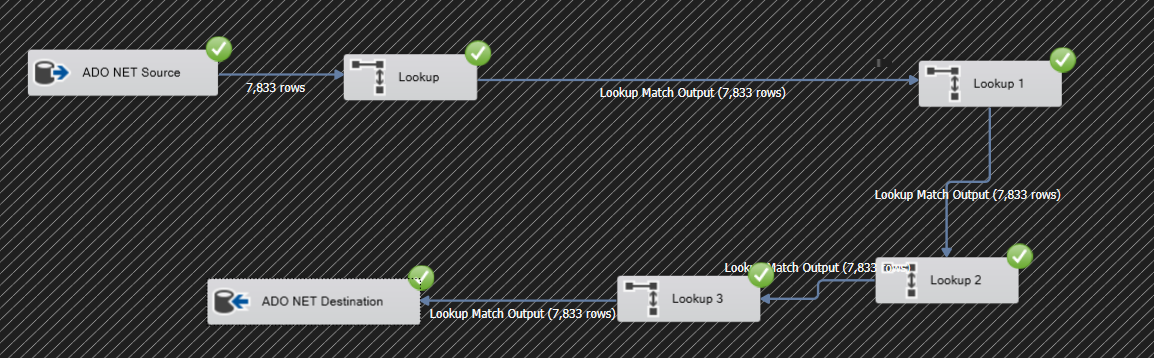 ADO NET Source
7,833 rows
Lookup
Lookup Match Output (7,833 rows)
Lookup 1
Lookup Match Output (7,833 rows)
Lookup 2
Lookup Match Output (7,833
Lookup 3
Lookup Match Output (7,833 rows)
ADO NET Destination